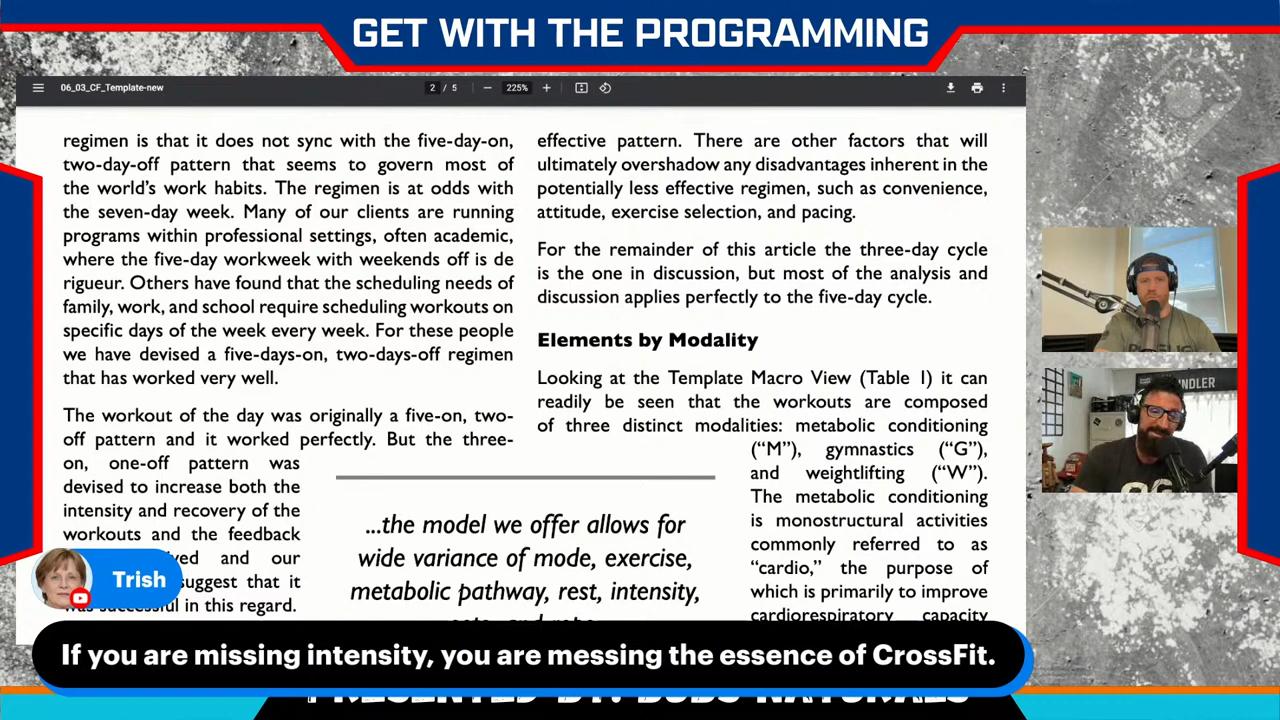 GET WITH THE PROGRAMMING
06_03_CF_Template-new
2 / 5
225%
regimen is that it does not sync with the five-day-on,
two-day-off pattern that seems to govern most of
the world's work habits. The regimen is at odds with
the seven-day week. Many of our clients are running
programs within professional settings, often academic,
where the five-day workweek with weekends off is de
rigueur. Others have found that the scheduling needs of
family, work, and school require scheduling workouts on
specific days of the week every week. For these people
we have devised a five-days-on, two-days-off regimen
that has worked very well.
The workout of the day was originally a five-on, two-
off pattern and it worked perfectly. But the three-
on, one-off pattern was
devised to increase both the
intensity and recovery of the
workouts and the feedback
and our
suggest that it
in this regard.
...the model we offer allows for
wide variance of mode, exercise,
metabolic pathway, rest, intensity,
effective pattern. There are other factors that will
ultimately overshadow any disadvantages inherent in the
potentially less effective regimen, such as convenience,
attitude, exercise selection, and pacing.
For the remainder of this article the three-day cycle
is the one in discussion, but most of the analysis and
discussion applies perfectly to the five-day cycle.
Elements by Modality
Looking at the Template Macro View (Table 1) it can
readily be seen that the workouts are composed
of three distinct modalities: metabolic conditioning
("M"), gymnastics ("G"),
and weightlifting ("W").
The metabolic conditioning
is monostructural activities
commonly referred to as
"cardio," the purpose of
which is primarily to improve
cardiorespiratory capacity
Trish
If you are missing intensity, you are messing the essence of CrossFit.